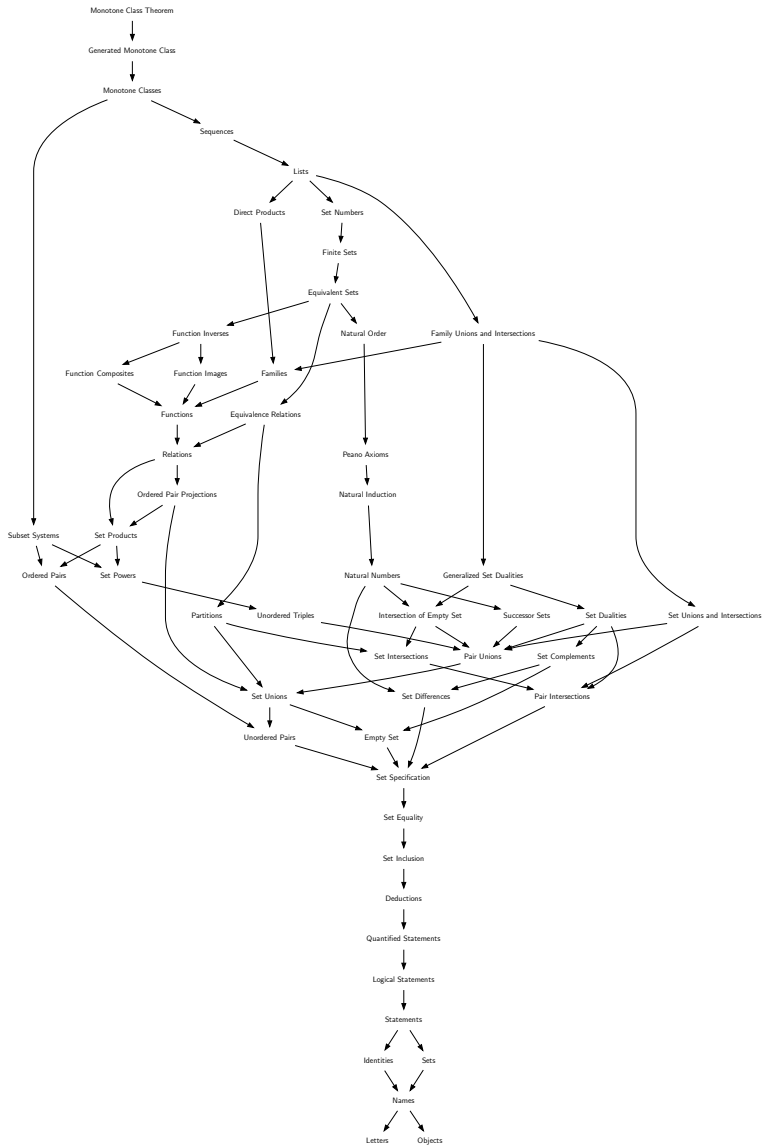 Monotone Class Theorem
Generated Monotone Class
Monotone Classes
Sequences
Lists
Direct Products
Set Numbers
Finite Sets
Equivalent Sets
Function Inverses
Natural Order
Family Unions and Intersections
Function Composites
Function Images
Families
Functions
Equivalence Relations
Relations
Peano Axioms
Ordered Pair Projections
Natural Induction
Subset Systems
Set Products
Ordered Pairs
Set Powers
Natural Numbers
Generalized Set Dualities
Partitions
Unordered Triples
Intersection of Empty Set
Successor Sets
Set Dualities
Set Unions and Intersections
Set Intersections
Pair Unions
Set Complements
Set Unions
Set Differences
Pair Intersections
Unordered Pairs
Empty Set
Set Specification
Set Equality
Set Inclusion
Deductions
Quantified Statements
Logical Statements
Statements
Identities
Sets
Names
Letters
Objects